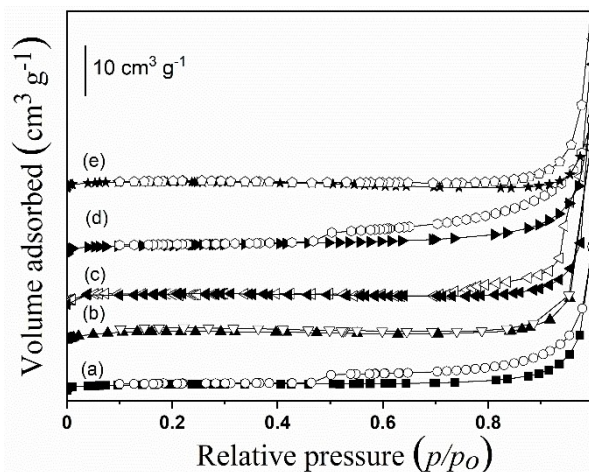 10 cm³ g⁻¹
Volume adsorbed (cm³ g⁻¹)
(e)
(d)
(c)
(b)
(a)
0 0.2 0.4 0.6 0.8
Relative pressure (p/po)